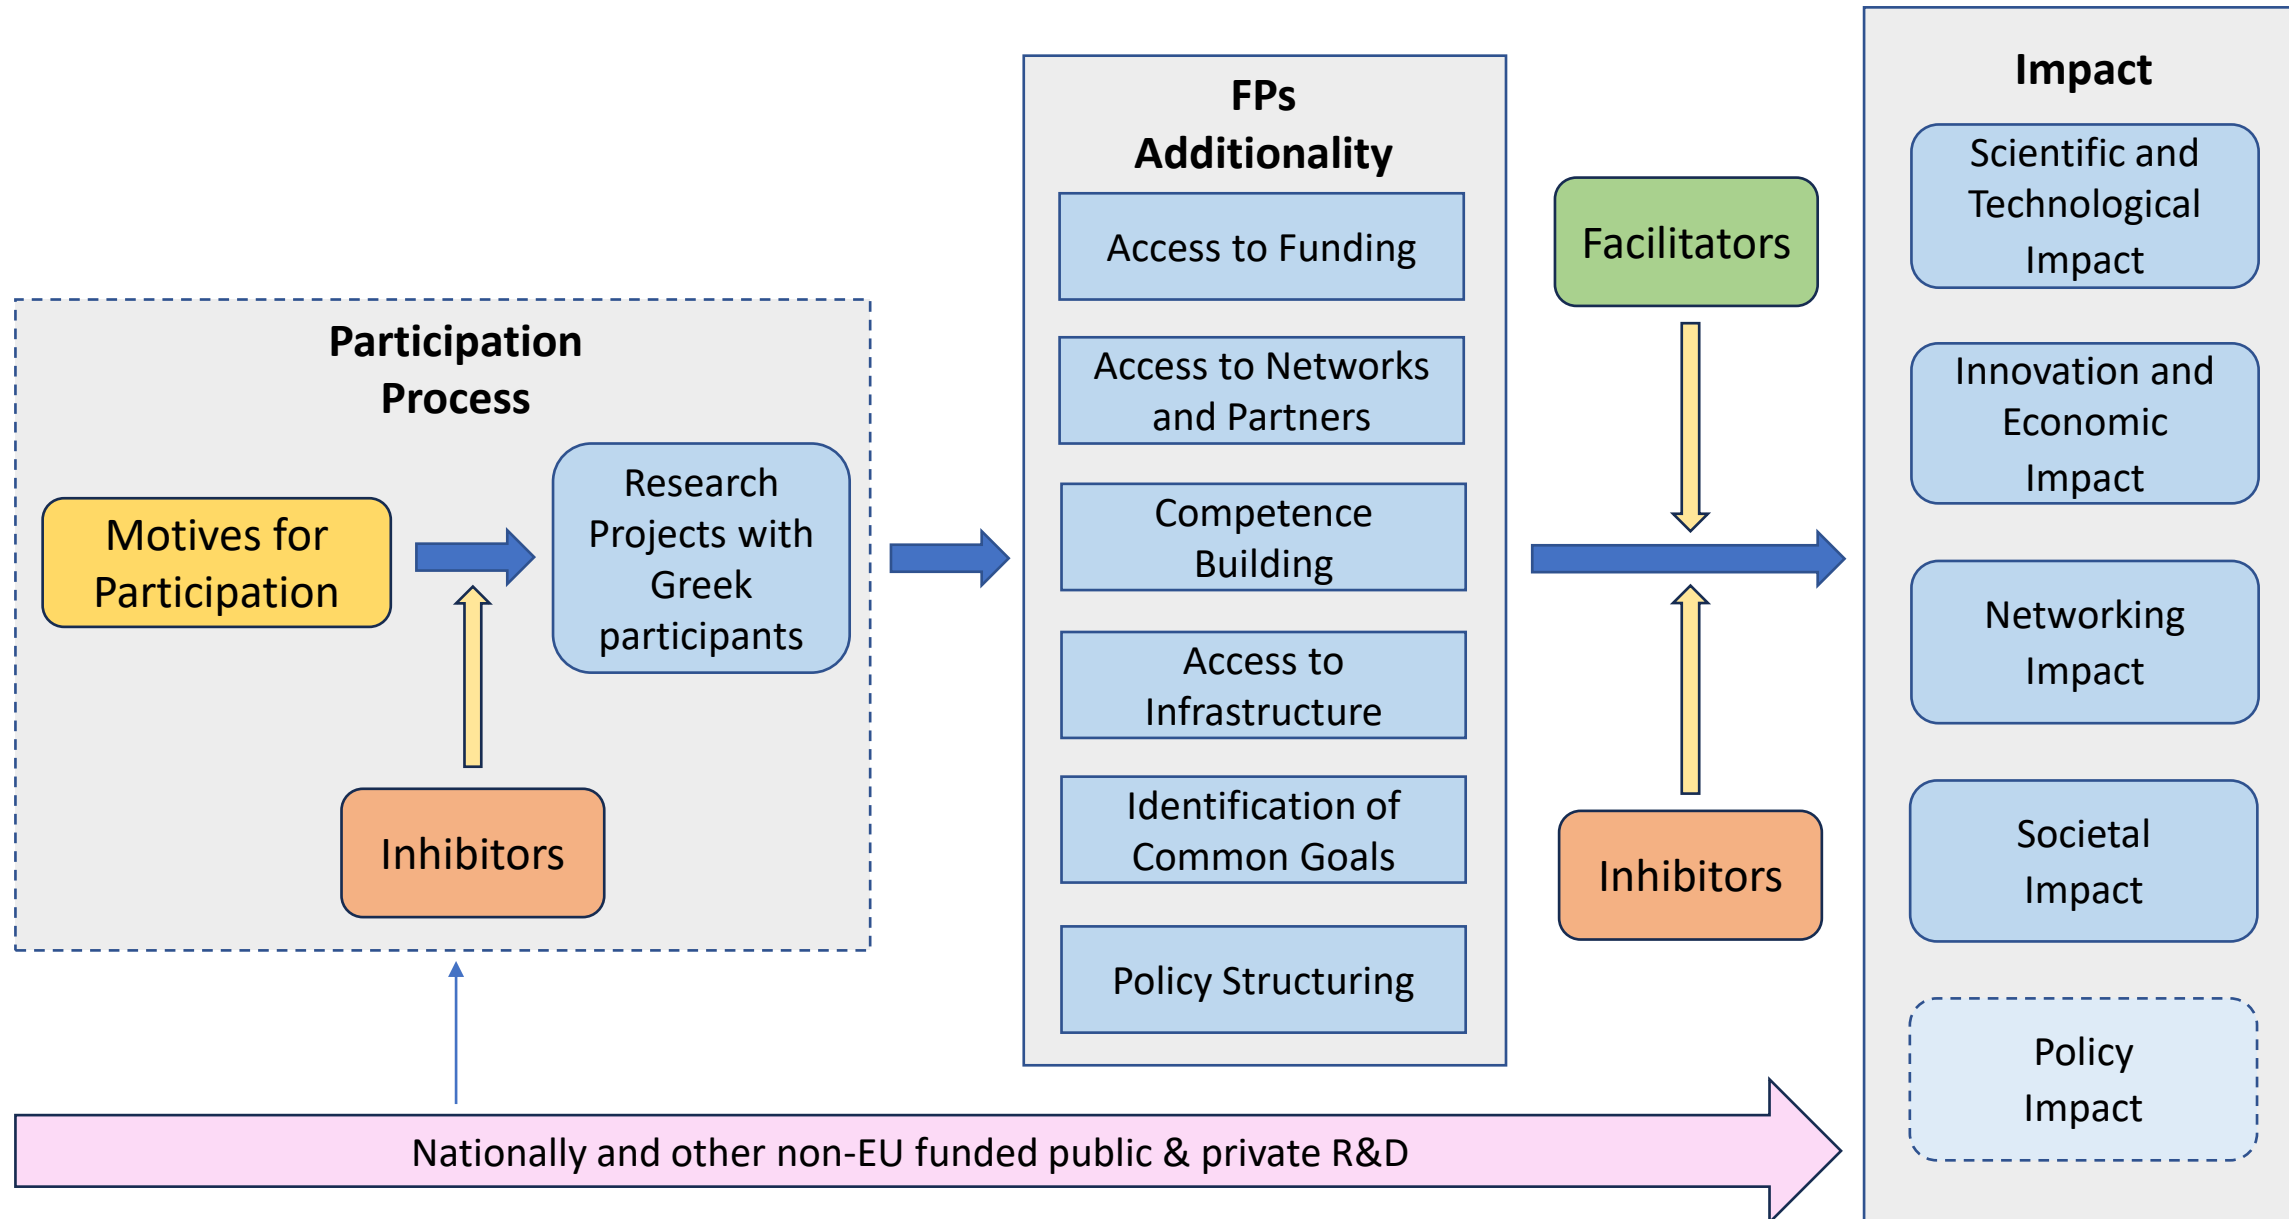 Participation
Process
Motives for
Participation
Research
Projects with
Greek
participants
Inhibitors
FPs
Additionality
Access to Funding
Access to Networks
and Partners
Competence
Building
Access to
Infrastructure
Identification of
Common Goals
Policy Structuring
Facilitators
Inhibitors
Impact
Scientific and
Technological
Impact
Innovation and
Economic
Impact
Networking
Impact
Societal
Impact
Policy
Impact
Nationally and other non-EU funded public & private R&D